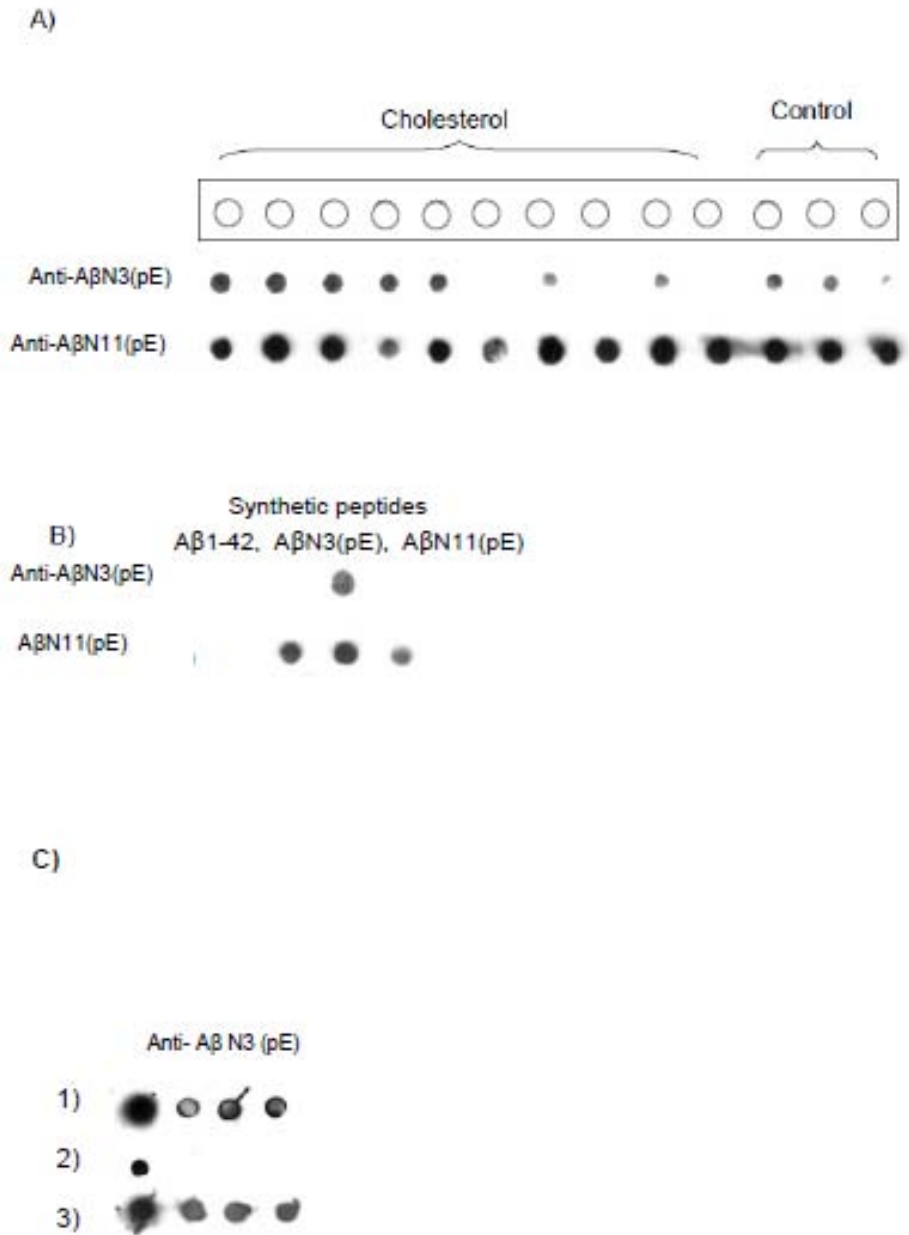 A)
Cholesterol
Control
Anti-AβN3(pE)
Anti-AβN11(pE)
Synthetic peptides
B)
Aβ1-42, AβN3(pE), AβN11(pE)
Anti-AβN3(pE)
AβN11(pE)
C)
Anti- Aβ N3 (pE)
1)
2)
3)